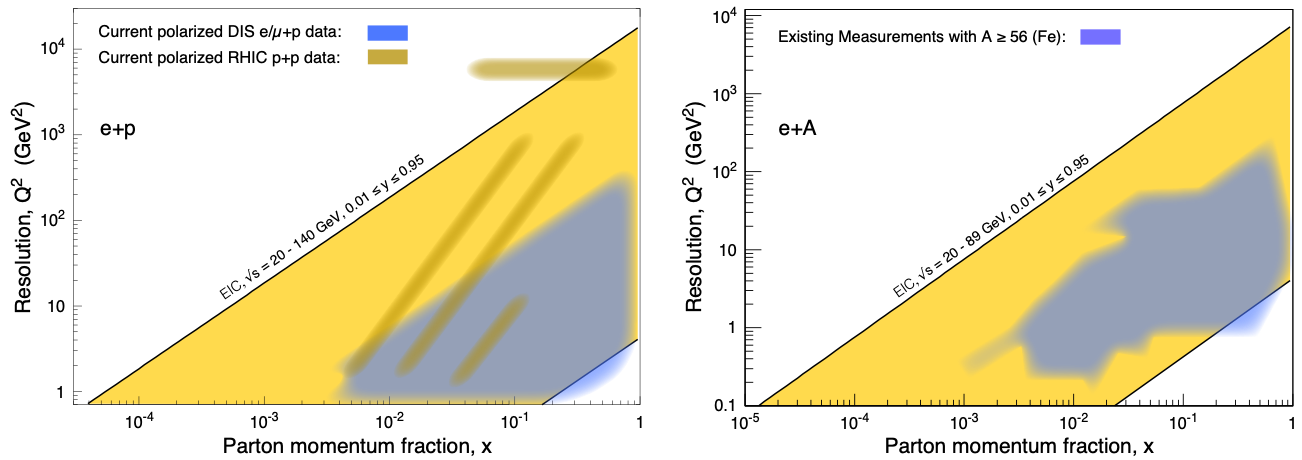 Current polarized DIS e/μ+p data:
Current polarized RHIC p+p data:
e+p
EIC, √s = 20 - 140 GeV, 0.01 ≤ y ≤ 0.95
Resolution, Q² (GeV²)
10⁴
10³
10²
10
1
10⁻⁴
10⁻³
10⁻²
10⁻¹
1
Parton momentum fraction, x
Existing Measurements with A ≥ 56 (Fe):
e+A
EIC, √s = 20 - 89 GeV, 0.01 ≤ y ≤ 0.95
Resolution, Q² (GeV²)
10⁴
10³
10²
10
1
0.1
10⁻⁵
10⁻⁴
10⁻³
10⁻²
10⁻¹
1
Parton momentum fraction, x